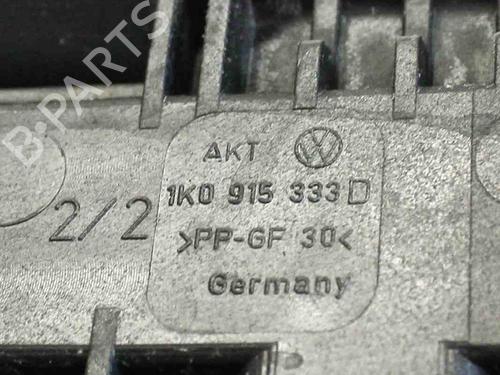 B-PARTS
AKT
1K0 915 333 D
2/2
>PP-GF 30<
Germany